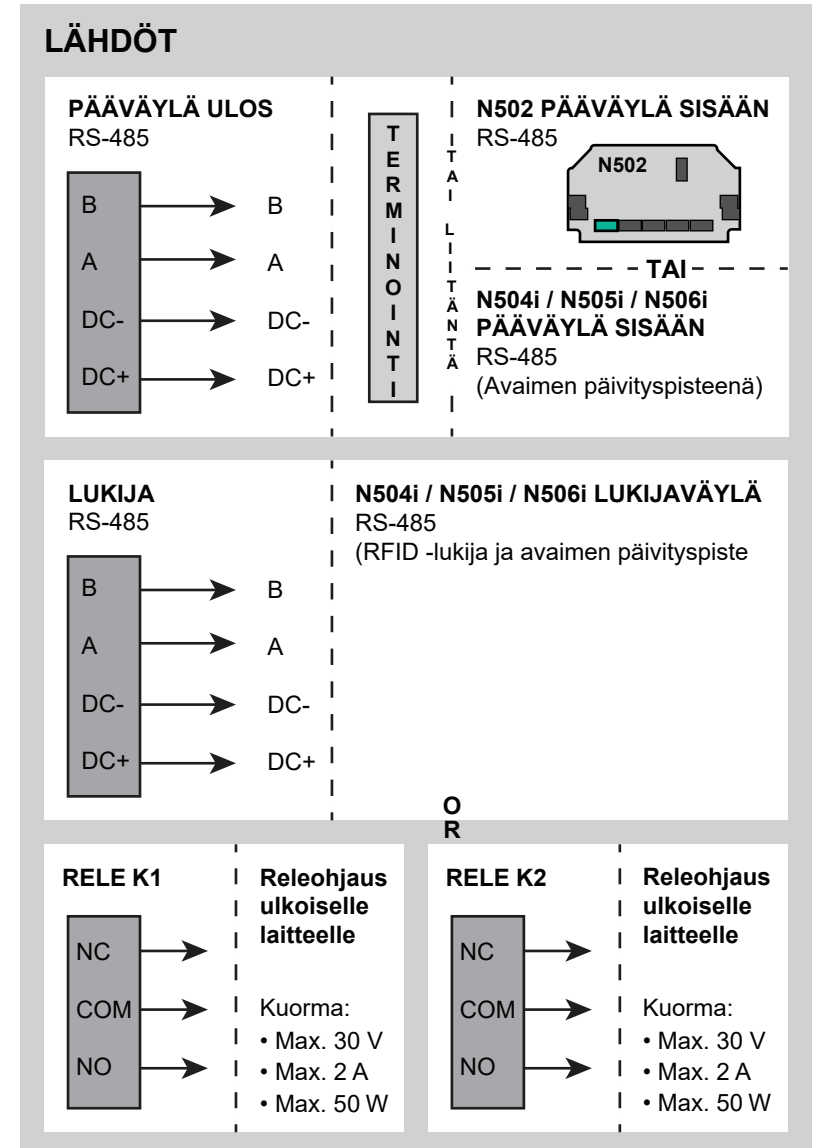 LÄHDÖT
PÄÄVÄYLÄ ULOS
RS-485
B
B
A
A
DC-
DC-
DC+
DC+
TERMINOINTI
TAI LIITÄNTÄ
N502 PÄÄVÄYLÄ SISÄÄN
RS-485
N502
TAI
N504i / N505i / N506i
PÄÄVÄYLÄ SISÄÄN
RS-485
(Avaimen päivityspisteenä)
LUKIJA
RS-485
B
B
A
A
DC-
DC-
DC+
DC+
N504i / N505i / N506i LUKIJAVÄYLÄ
RS-485
(RFID -lukija ja avaimen päivityspiste
OR
RELE K1
NC
COM
NO
Releohjaus
ulkoiselle
laitteelle
Kuorma:
• Max. 30 V
• Max. 2 A
• Max. 50 W
RELE K2
NC
COM
NO
Releohjaus
ulkoiselle
laitteelle
Kuorma:
• Max. 30 V
• Max. 2 A
• Max. 50 W